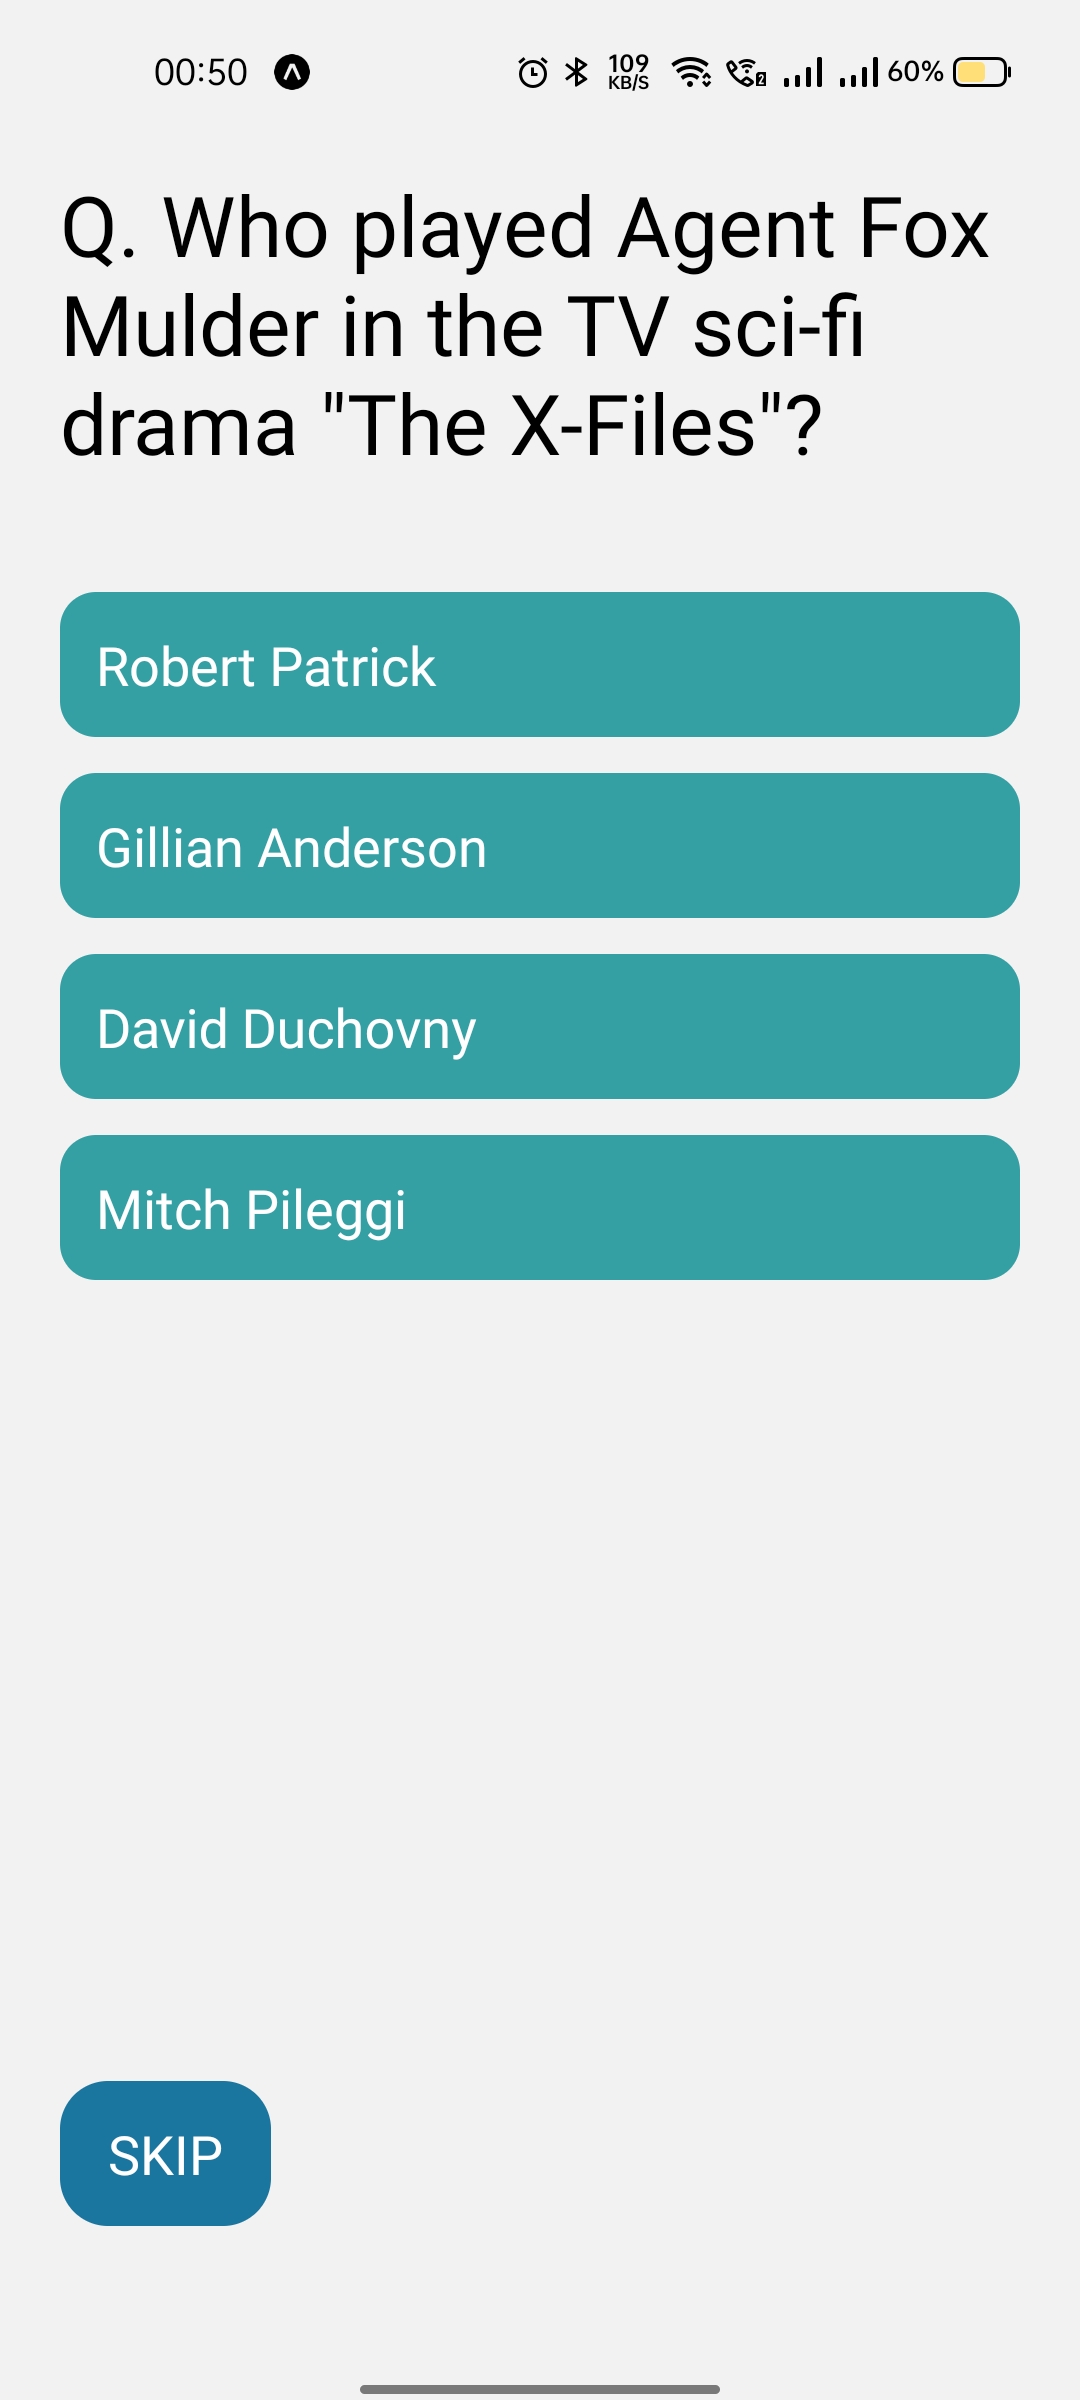 00:50
109
KB/S
2
60%
Q. Who played Agent Fox
Mulder in the TV sci-fi
drama "The X-Files"?
Robert Patrick
Gillian Anderson
David Duchovny
Mitch Pileggi
SKIP